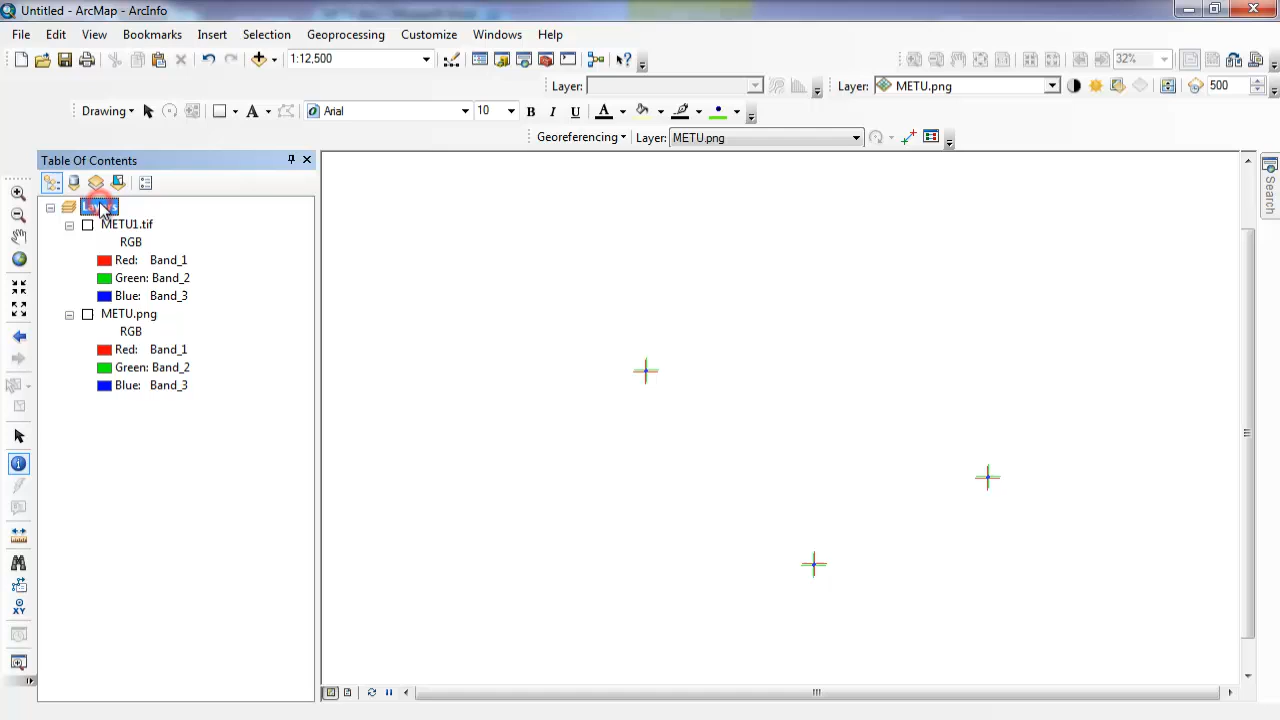 Untitled - ArcMap - ArcInfo
File Edit View Bookmarks Insert Selection Geoprocessing Customize Windows Help
1:12,500 32%
Layer: Layer: METU.png 500
Drawing A Arial 10 B I U A
Georeferencing Layer: METU.png
Table Of Contents
Layers
METU1.tif
RGB
Red: Band_1
Green: Band_2
Blue: Band_3
METU.png
RGB
Red: Band_1
Green: Band_2
Blue: Band_3
XY
Search